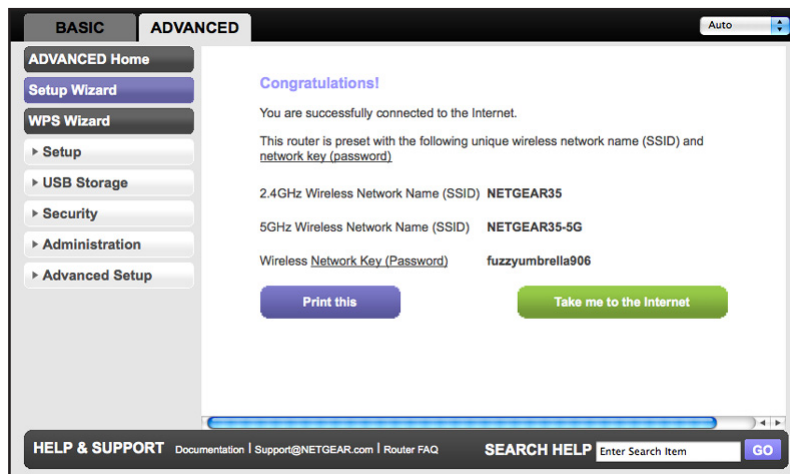 BASIC ADVANCED Auto
ADVANCED Home
Setup Wizard
WPS Wizard
Setup
USB Storage
Security
Administration
Advanced Setup
Congratulations!
You are successfully connected to the Internet.
This router is preset with the following unique wireless network name (SSID) and
network key (password)
2.4GHz Wireless Network Name (SSID) NETGEAR35
5GHz Wireless Network Name (SSID) NETGEAR35-5G
Wireless Network Key (Password) fuzzyumbrella906
Print this Take me to the Internet
HELP & SUPPORT Documentation | Support@NETGEAR.com | Router FAQ SEARCH HELP Enter Search Item GO